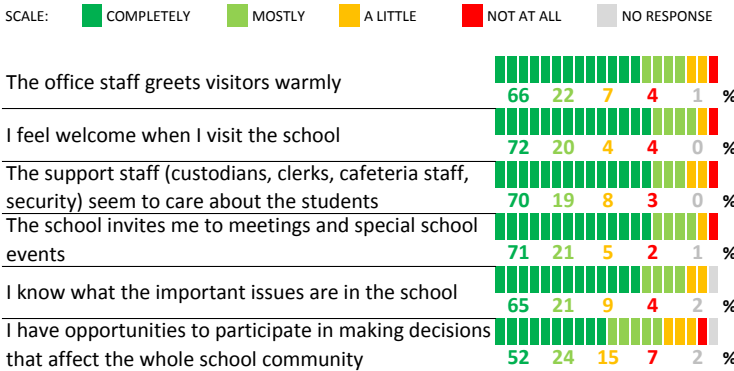 SCALE: COMPLETELY MOSTLY A LITTLE NOT AT ALL NO RESPONSE
The office staff greets visitors warmly
66 22 7 4 1 %
I feel welcome when I visit the school
72 20 4 4 0 %
The support staff (custodians, clerks, cafeteria staff,
security) seem to care about the students
70 19 8 3 0 %
The school invites me to meetings and special school
events
71 21 5 2 1 %
I know what the important issues are in the school
65 21 9 4 2 %
I have opportunities to participate in making decisions
that affect the whole school community
52 24 15 7 2 %